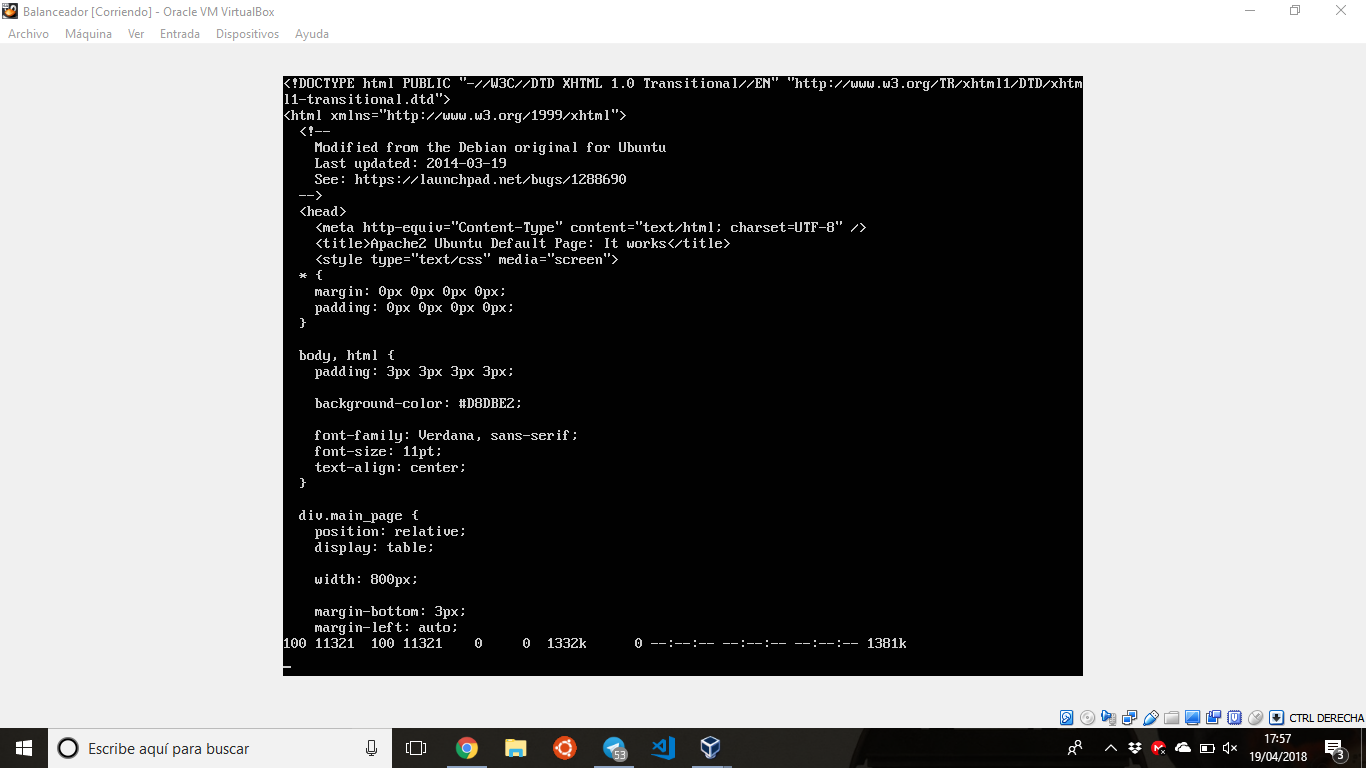 Balanceador [Corriendo] - Oracle VM VirtualBox
Archivo Máquina Ver Entrada Dispositivos Ayuda
<!DOCTYPE html PUBLIC "-//W3C//DTD XHTML 1.0 Transitional//EN" "http://www.w3.org/TR/xhtml1/DTD/xhtm
l1-transitional.dtd">
<html xmlns="http://www.w3.org/1999/xhtml">
  <!--
    Modified from the Debian original for Ubuntu
    Last updated: 2014-03-19
    See: https://launchpad.net/bugs/1288690
  -->
  <head>
    <meta http-equiv="Content-Type" content="text/html; charset=UTF-8" />
    <title>Apache2 Ubuntu Default Page: It works</title>
    <style type="text/css" media="screen">
  * {
    margin: 0px 0px 0px 0px;
    padding: 0px 0px 0px 0px;
  }
  body, html {
    padding: 3px 3px 3px 3px;
    background-color: #D8DBE2;
    font-family: Verdana, sans-serif;
    font-size: 11pt;
    text-align: center;
  }
  div.main_page {
    position: relative;
    display: table;
    width: 800px;
    margin-bottom: 3px;
    margin-left: auto;
100 11321  100 11321    0     0  1332k      0 --:--:-- --:--:-- --:--:-- 1381k
CTRL DERECHA
Escribe aquí para buscar
53
17:57
19/04/2018
3